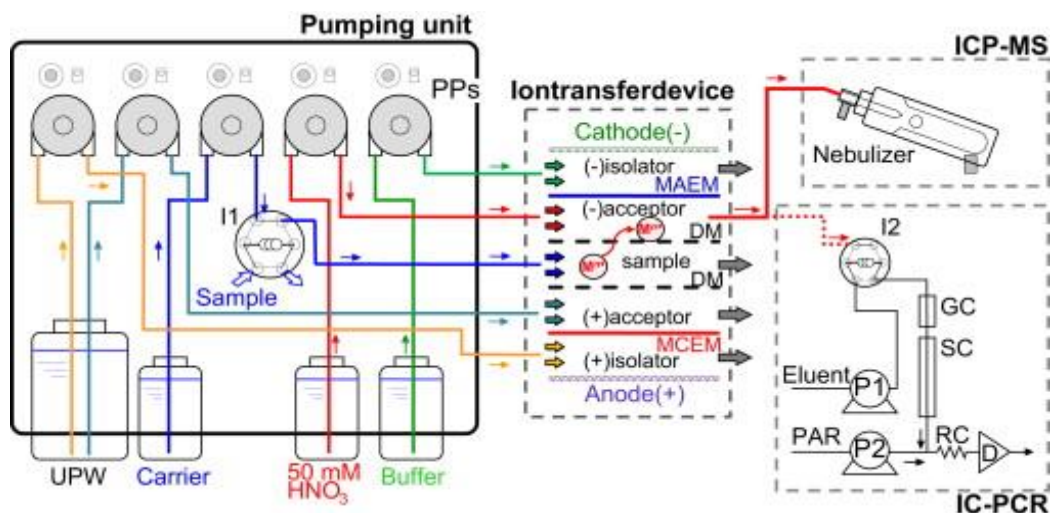 Pumping unit
PPs
I1
Sample
UPW
Carrier
50 mM
HNO3
Buffer
Iontransferdevice
Cathode(-)
(-)isolator
MAEM
(-)acceptor
DM
sample
DM
(+)acceptor
MCEM
(+)isolator
Anode(+)
ICP-MS
Nebulizer
I2
GC
SC
Eluent
P1
PAR
P2
RC
D
IC-PCR